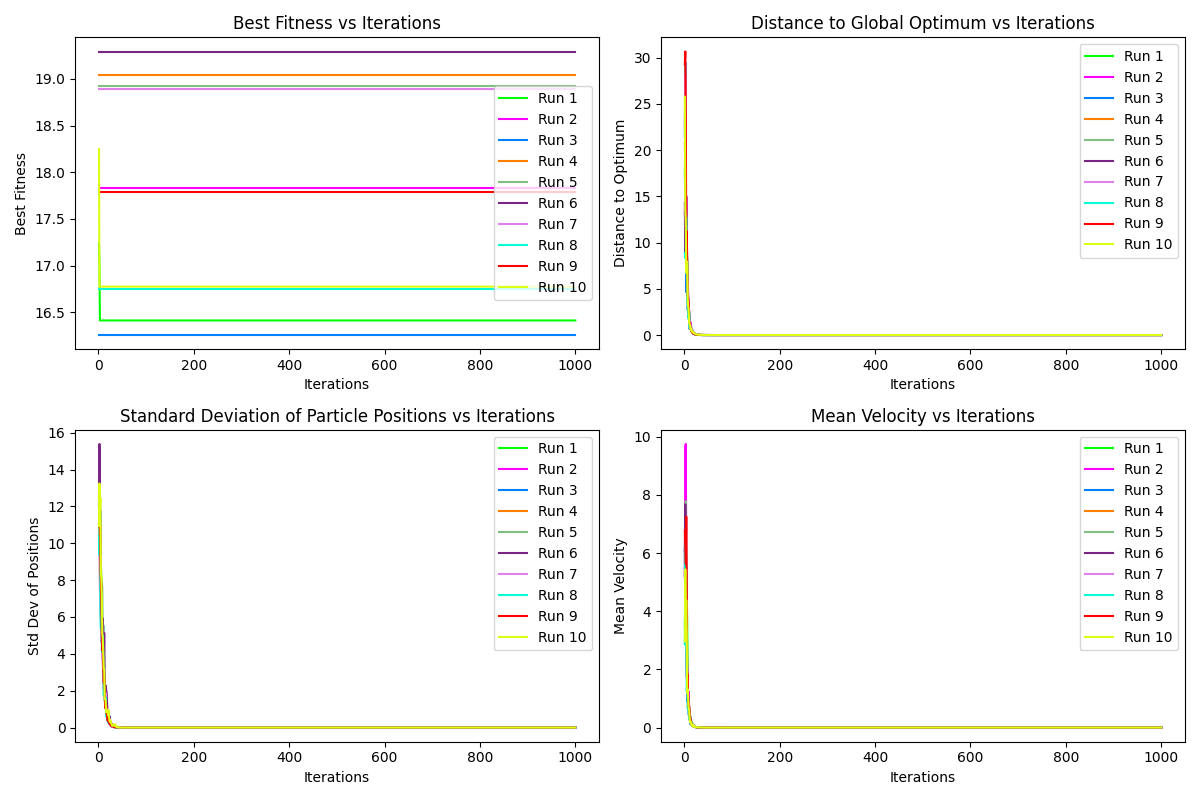 Best Fitness vs Iterations
Best Fitness
19.0
18.5
18.0
17.5
17.0
16.5
0 200 400 600 800 1000
Iterations
Run 1
Run 2
Run 3
Run 4
Run 5
Run 6
Run 7
Run 8
Run 9
Run 10
Distance to Global Optimum vs Iterations
Distance to Optimum
30
25
20
15
10
5
0
0 200 400 600 800 1000
Iterations
Run 1
Run 2
Run 3
Run 4
Run 5
Run 6
Run 7
Run 8
Run 9
Run 10
Standard Deviation of Particle Positions vs Iterations
Std Dev of Positions
16
14
12
10
8
6
4
2
0
0 200 400 600 800 1000
Iterations
Run 1
Run 2
Run 3
Run 4
Run 5
Run 6
Run 7
Run 8
Run 9
Run 10
Mean Velocity vs Iterations
Mean Velocity
10
8
6
4
2
0
0 200 400 600 800 1000
Iterations
Run 1
Run 2
Run 3
Run 4
Run 5
Run 6
Run 7
Run 8
Run 9
Run 10